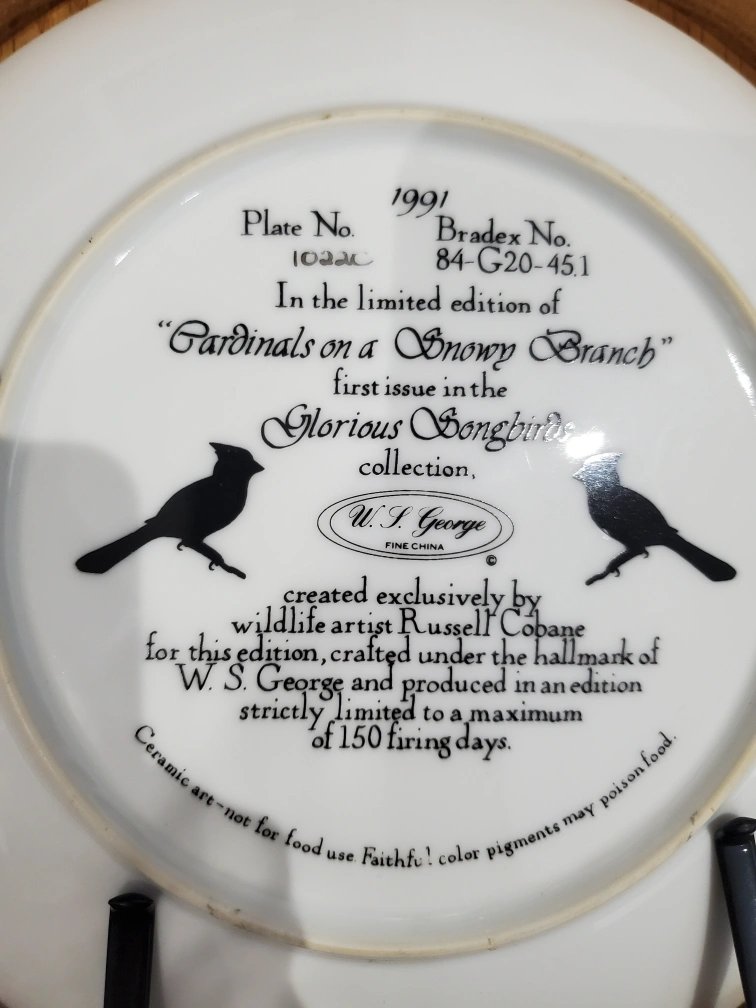 1991
Plate No. Bradex No.
84-G20-45.1
In the limited edition of
“Cardinals on a Snowy Branch”
first issue in the
Glorious Songbirds
collection,
W. S. George
FINE CHINA
©
created exclusively by
wildlife artist Russell Cobane
for this edition, crafted under the hallmark of
W. S. George and produced in an edition
strictly limited to a maximum
of 150 firing days.
Ceramic art-not for food use. Faithful color pigments may poison food.